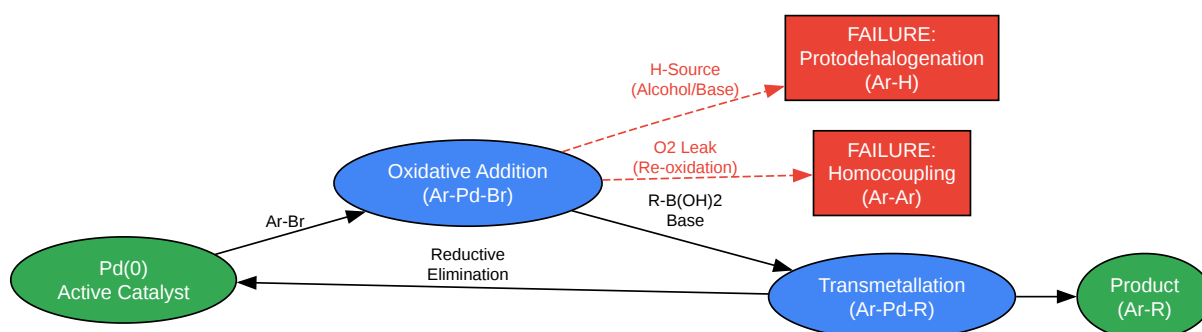 FAILURE:
Protodehalogenation
(Ar-H)
H-Source
(Alcohol/Base)
O2 Leak
(Re-oxidation)
FAILURE:
Homocoupling
(Ar-Ar)
Oxidative Addition
(Ar-Pd-Br)
R-B(OH)2
Base
Ar-Br
Reductive
Elimination
Pd(0)
Active Catalyst
Transmetallation
(Ar-Pd-R)
Product
(Ar-R)